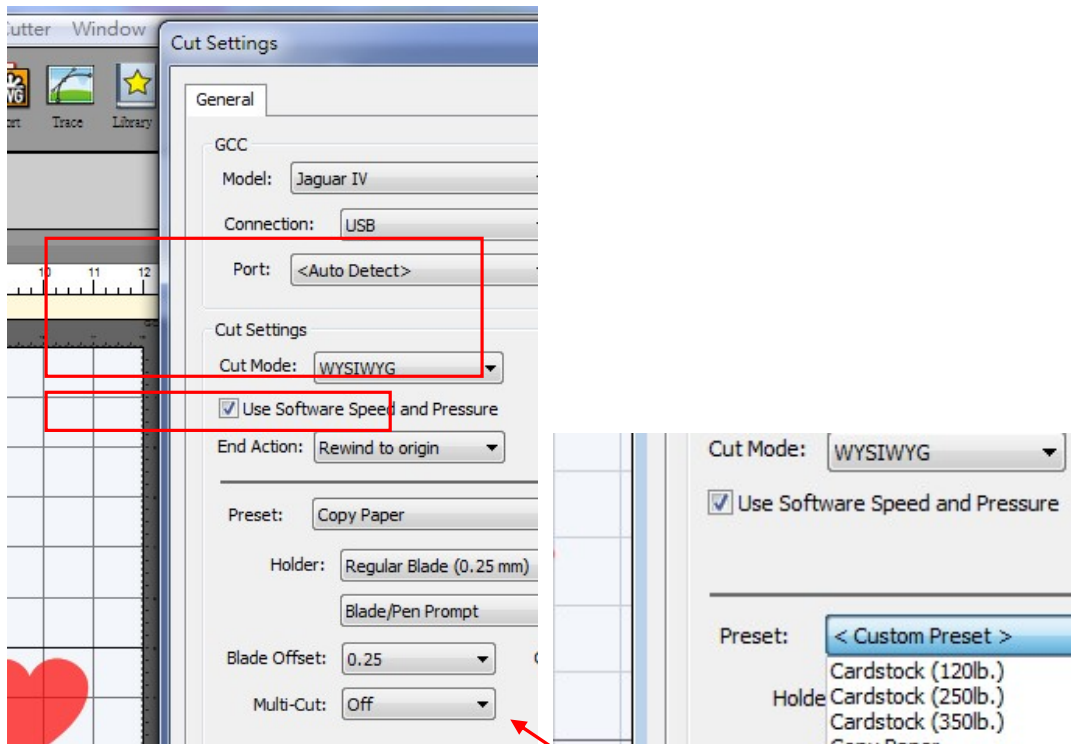 Window
Cut Settings
Trace Library
General
GCC
Model: Jaguar IV
Connection: USB
Port: <Auto Detect>
10 11 12
Cut Settings
Cut Mode: WYSIWYG
Use Software Speed and Pressure
End Action: Rewind to origin
Preset: Copy Paper
Holder: Regular Blade (0.25 mm)
Blade/Pen Prompt
Blade Offset: 0.25
Multi-Cut: Off
Cut Mode: WYSIWYG
Use Software Speed and Pressure
Preset: < Custom Preset >
Cardstock (120lb.)
Cardstock (250lb.)
Cardstock (350lb.)